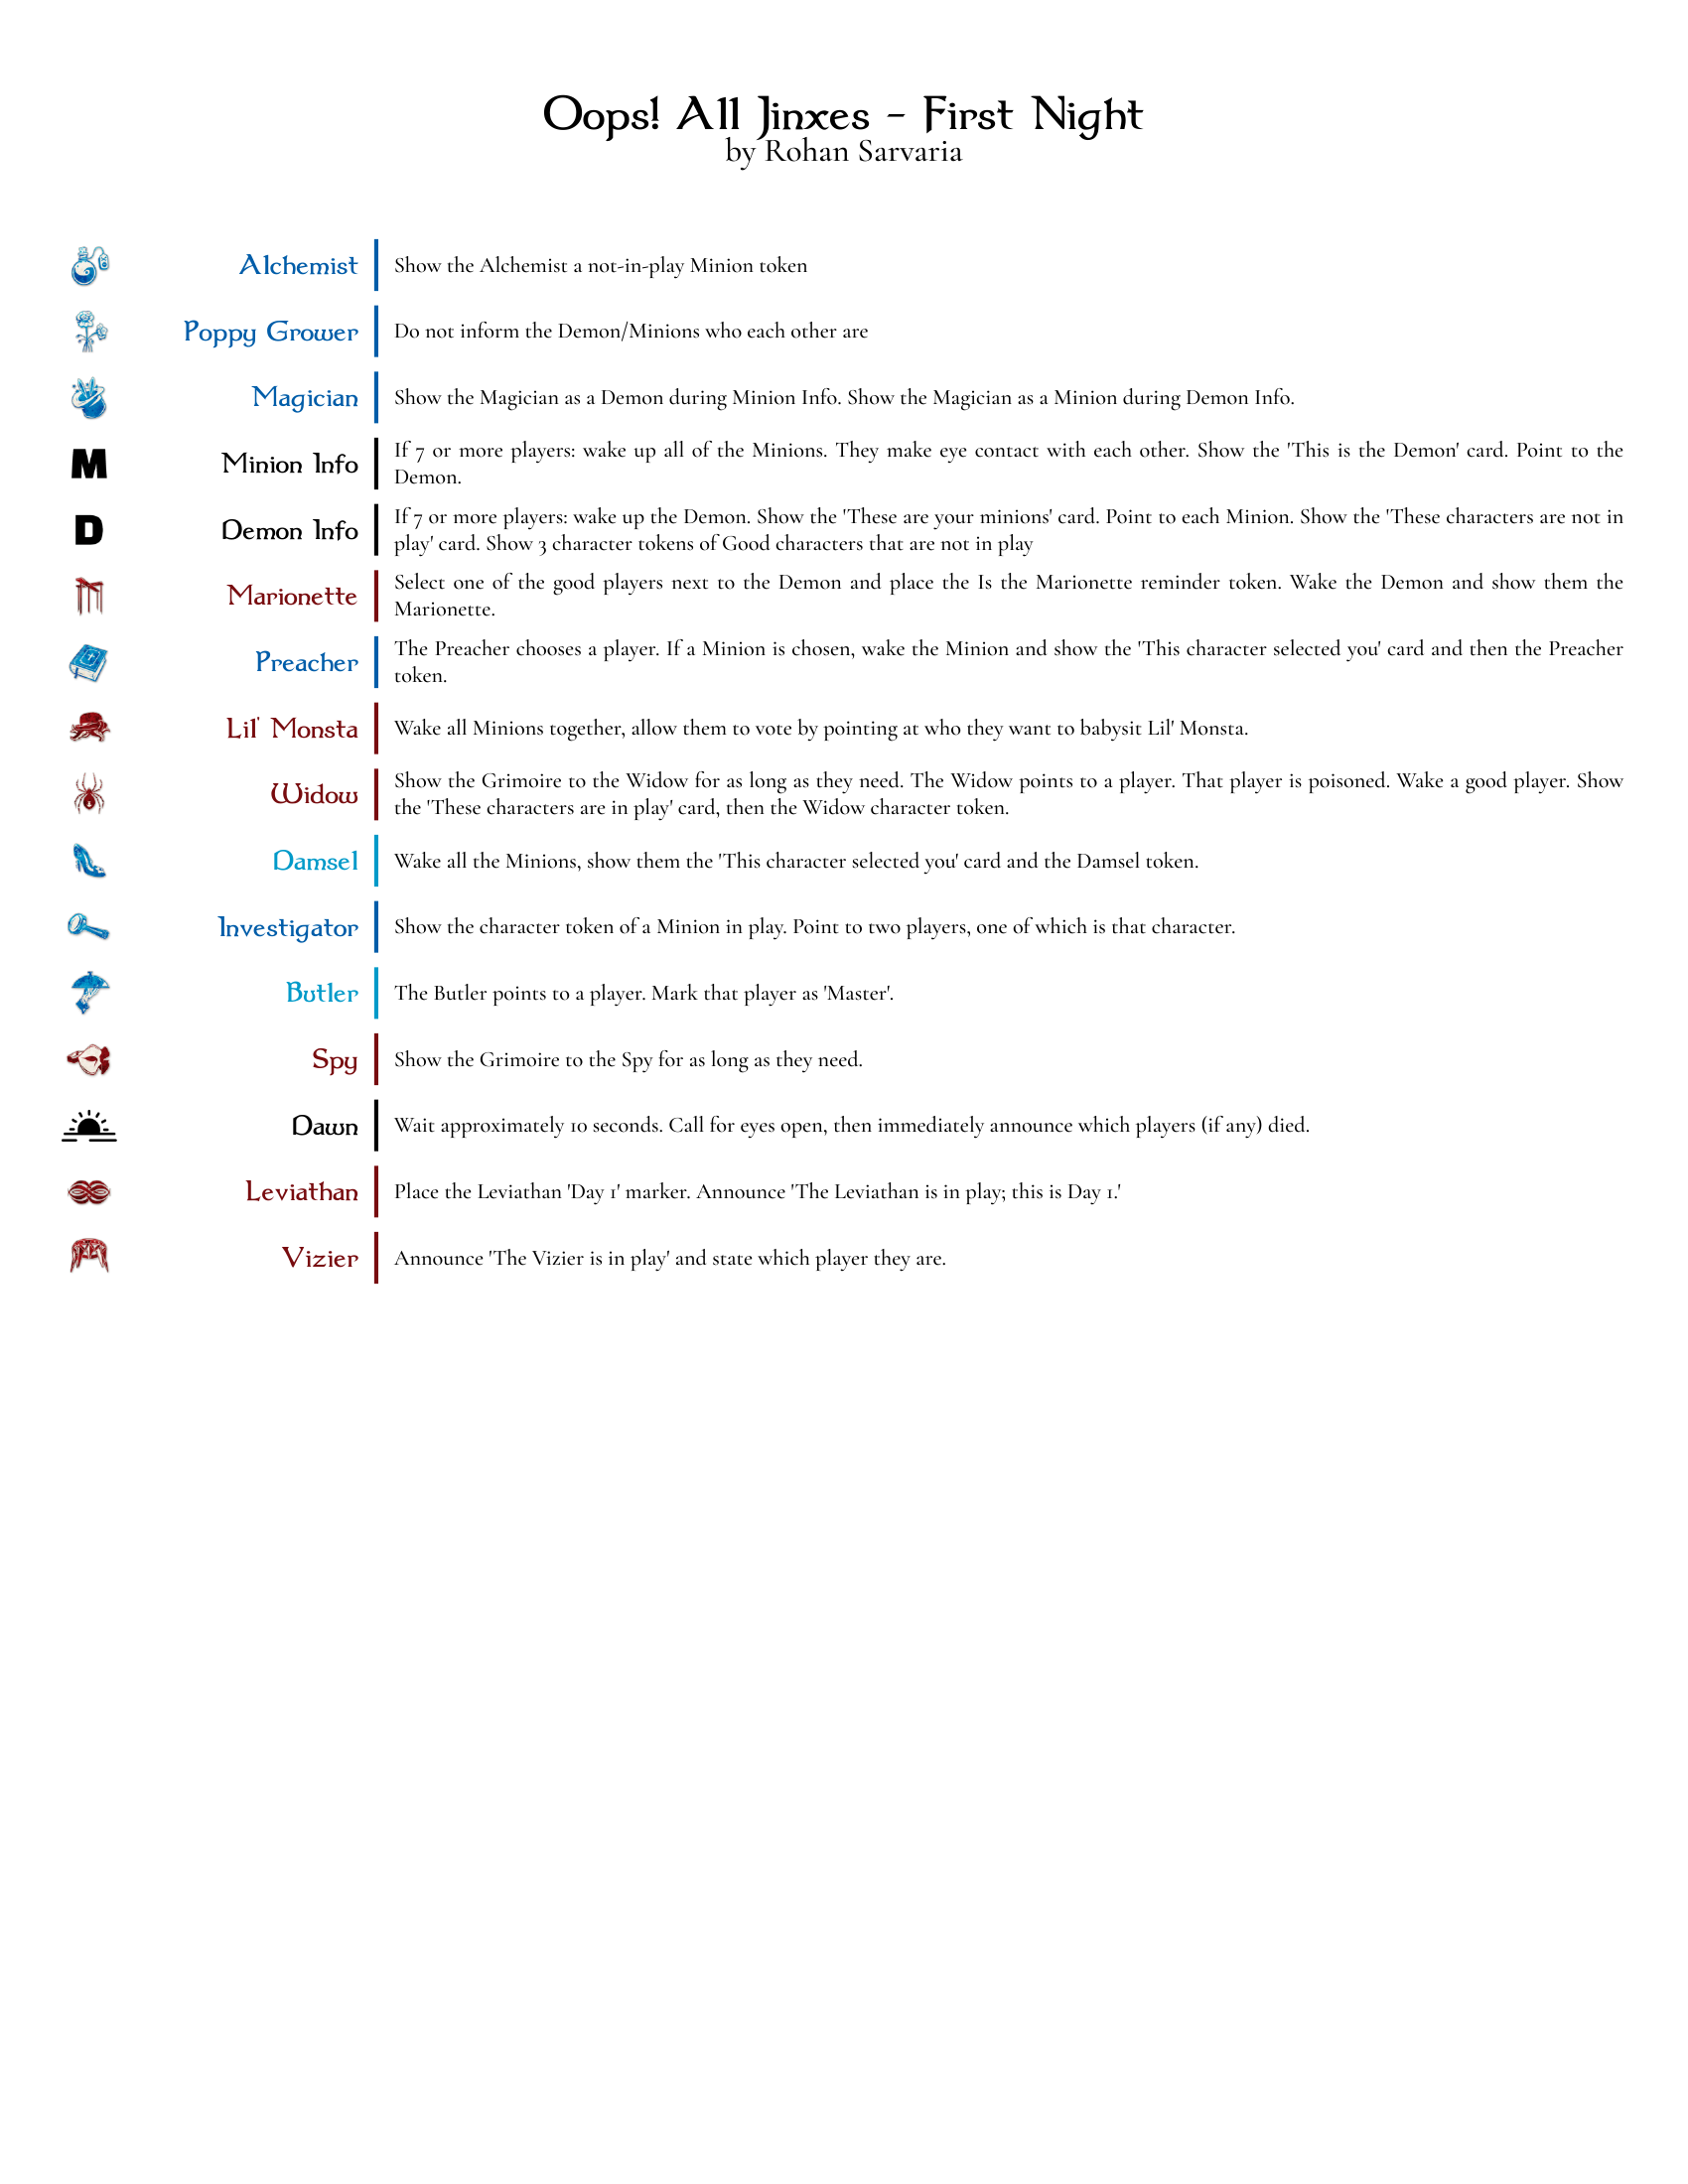 Oops! All Jinxes - First Night
by Rohan Sarvaria
Alchemist
Show the Alchemist a not-in-play Minion token
Poppy Grower
Do not inform the Demon/Minions who each other are
Magician
Show the Magician as a Demon during Minion Info. Show the Magician as a Minion during Demon Info.
M
Minion Info
If 7 or more players: wake up all of the Minions. They make eye contact with each other. Show the 'This is the Demon' card. Point to the
Demon.
D
Demon Info
If 7 or more players: wake up the Demon. Show the 'These are your minions' card. Point to each Minion. Show the 'These characters are not in
play' card. Show 3 character tokens of Good characters that are not in play
Marionette
Select one of the good players next to the Demon and place the Is the Marionette reminder token. Wake the Demon and show them the
Marionette.
Preacher
The Preacher chooses a player. If a Minion is chosen, wake the Minion and show the 'This character selected you' card and then the Preacher
token.
Lil' Monsta
Wake all Minions together, allow them to vote by pointing at who they want to babysit Lil' Monsta.
Widow
Show the Grimoire to the Widow for as long as they need. The Widow points to a player. That player is poisoned. Wake a good player. Show
the 'These characters are in play' card, then the Widow character token.
Damsel
Wake all the Minions, show them the 'This character selected you' card and the Damsel token.
Investigator
Show the character token of a Minion in play. Point to two players, one of which is that character.
Butler
The Butler points to a player. Mark that player as 'Master'.
Spy
Show the Grimoire to the Spy for as long as they need.
Dawn
Wait approximately 10 seconds. Call for eyes open, then immediately announce which players (if any) died.
Leviathan
Place the Leviathan 'Day 1' marker. Announce 'The Leviathan is in play; this is Day 1.'
Vizier
Announce 'The Vizier is in play' and state which player they are.